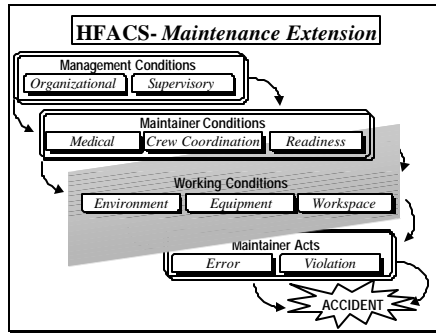 HFACS- Maintenance Extension
Management Conditions
Organizational Supervisory
Maintainer Conditions
Medical Crew Coordination Readiness
Working Conditions
Environment Equipment Workspace
Maintainer Acts
Error Violation
ACCIDENT